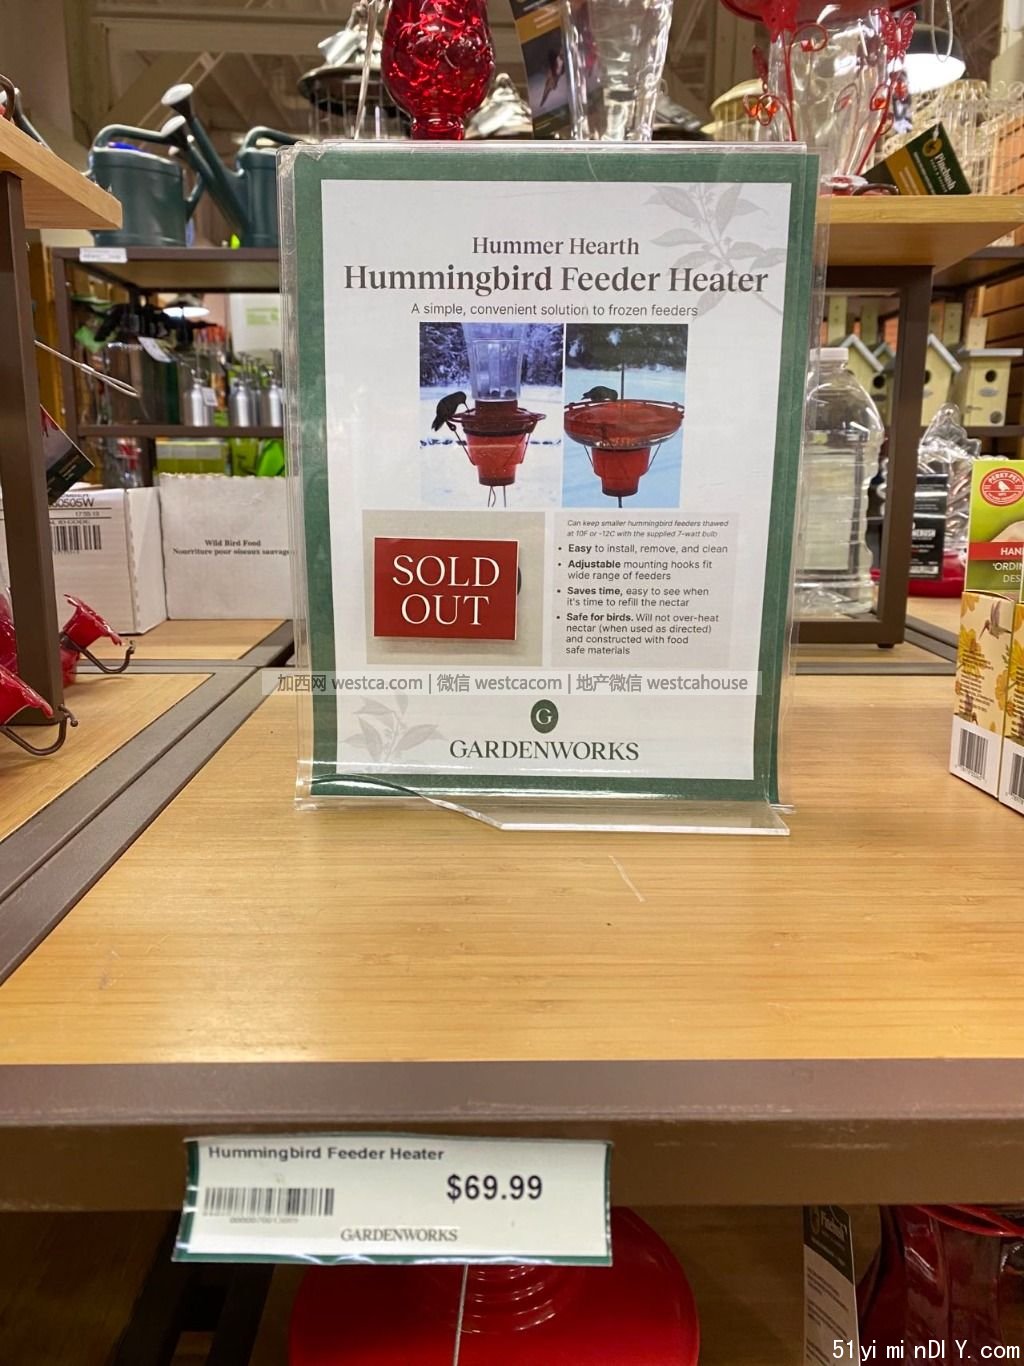 Hummer Hearth
Hummingbird Feeder Heater
A simple, convenient solution to frozen feeders
SOLD
OUT
Can keep smaller hummingbird feeders thawed
at 10F or -12C with the supplied 7-watt bulb
• Easy to install, remove, and clean
• Adjustable mounting hooks fit
wide range of feeders
• Saves time, easy to see when
it's time to refill the nectar
• Safe for birds. Will not over-heat
nectar (when used as directed)
and constructed with food
safe materials
加西网 westca.com | 微信 westcacom | 地产微信 westcahouse
G
GARDENWORKS
Wild Bird Food
Nourriture pour oiseaux sauvages
PERKY-PET
Pinebush
Hummingbird Feeder Heater
$69.99
GARDENWORKS
51yiminDIY.com